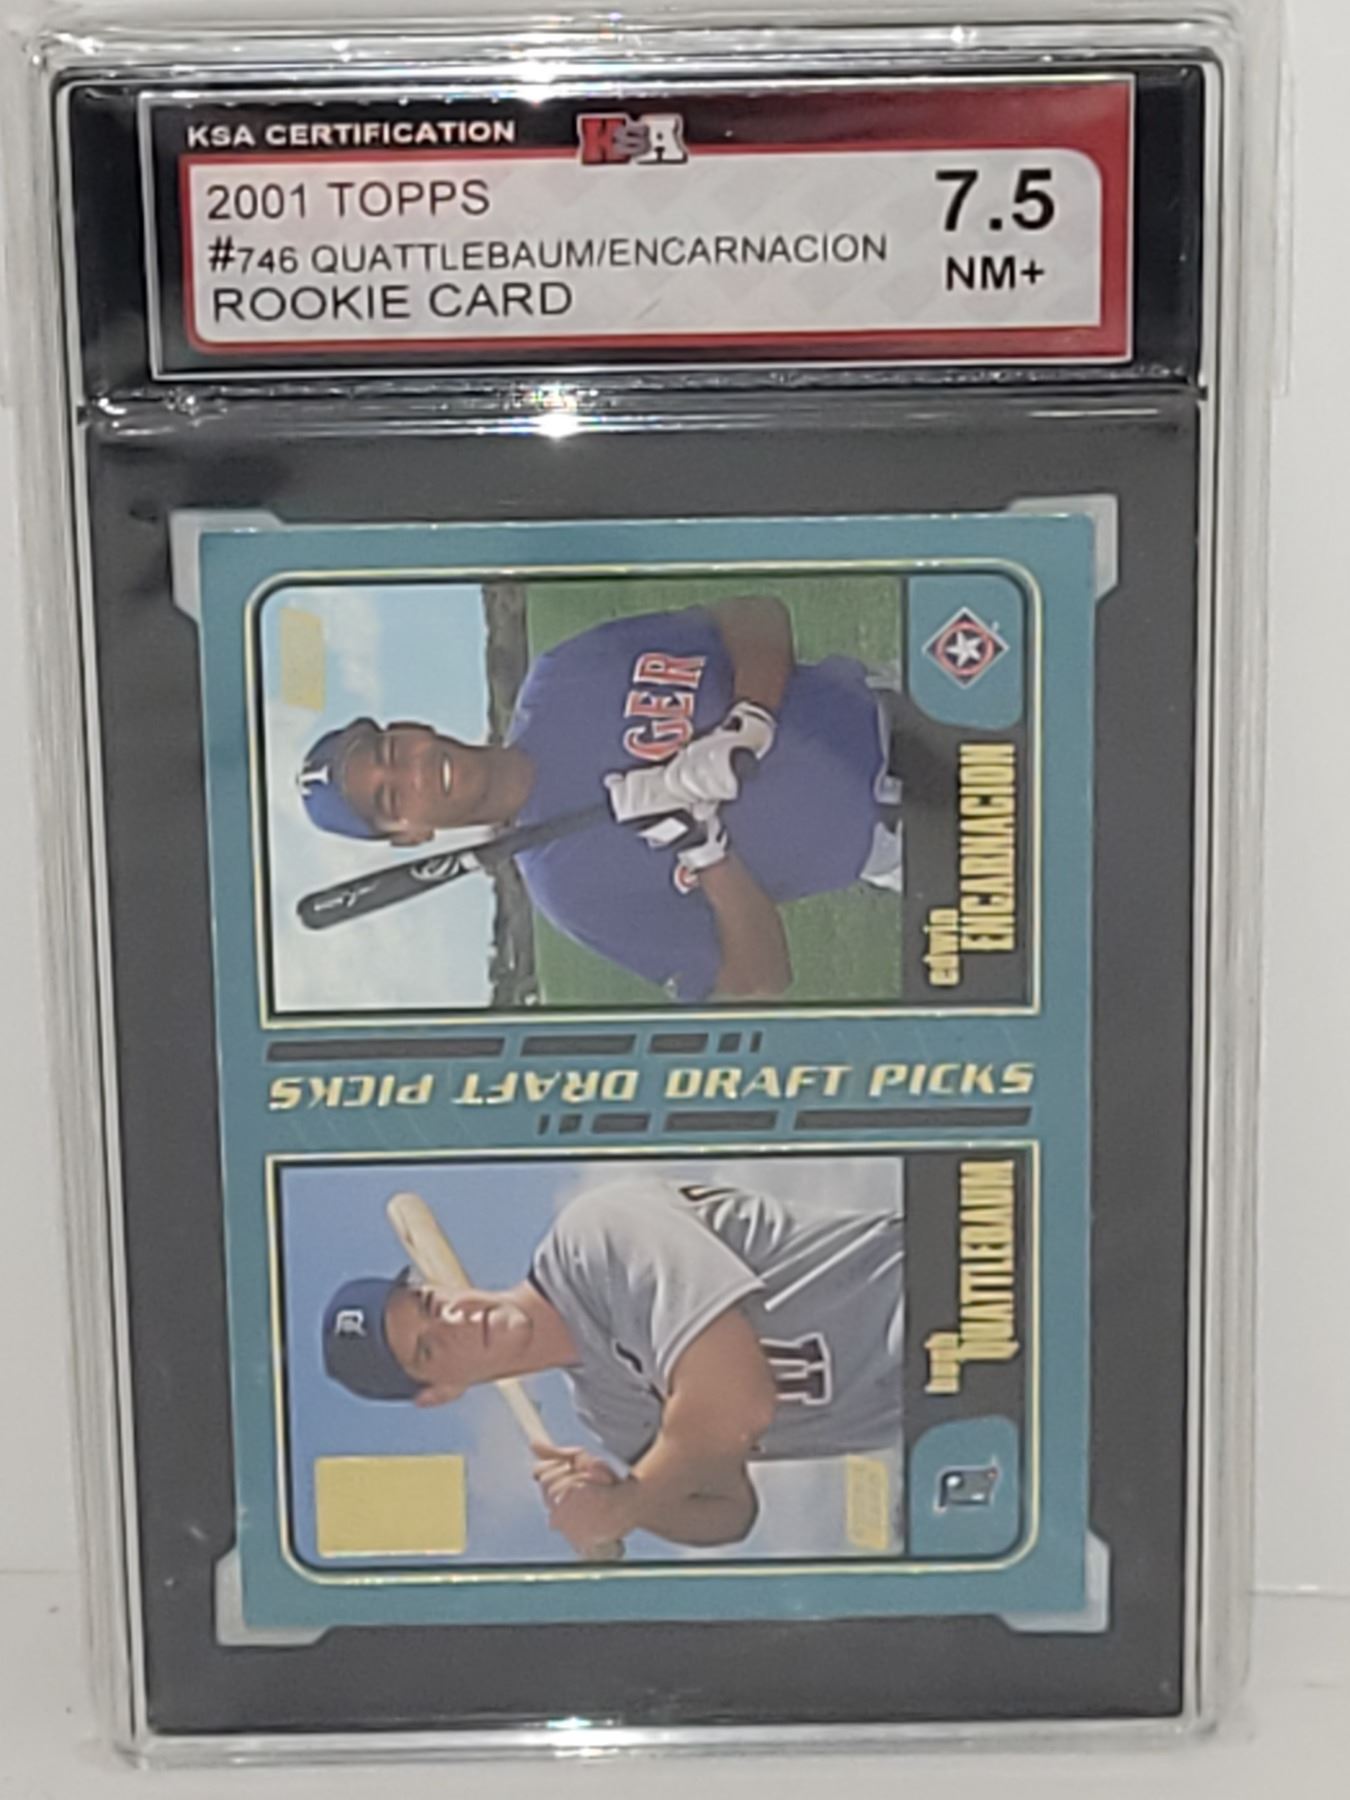 KSA CERTIFICATION
KSA
2001 TOPPS
7.5
#746 QUATTLEBAUM/ENCARNACION
NM+
ROOKIE CARD
T
GER
edwin
ENCARNACION
DRAFT PICKS
DRAFT PICKS
D
hugh
QUATTLEBAUM
D